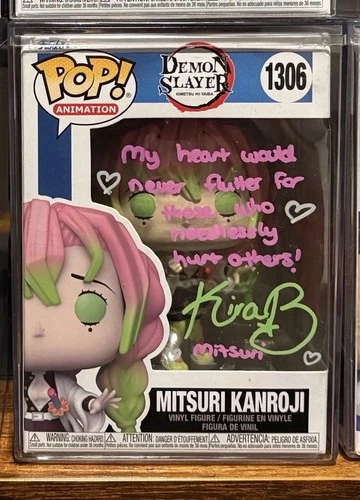 POP!
ANIMATION
DEMON
SLAYER
KIMETSU NO YAIBA
1306
My heart would
never flutter for
those who
needlessly
hurt others!
Kira B
Mitsuri
MITSURI KANROJI
VINYL FIGURE / FIGURINE EN VINYLE
FIGURA DE VINIL
WARNING: CHOKING HAZARD. ATTENTION: DANGER D'ÉTOUFFEMENT. ADVERTENCIA: PELIGRO DE ASFIXIA.